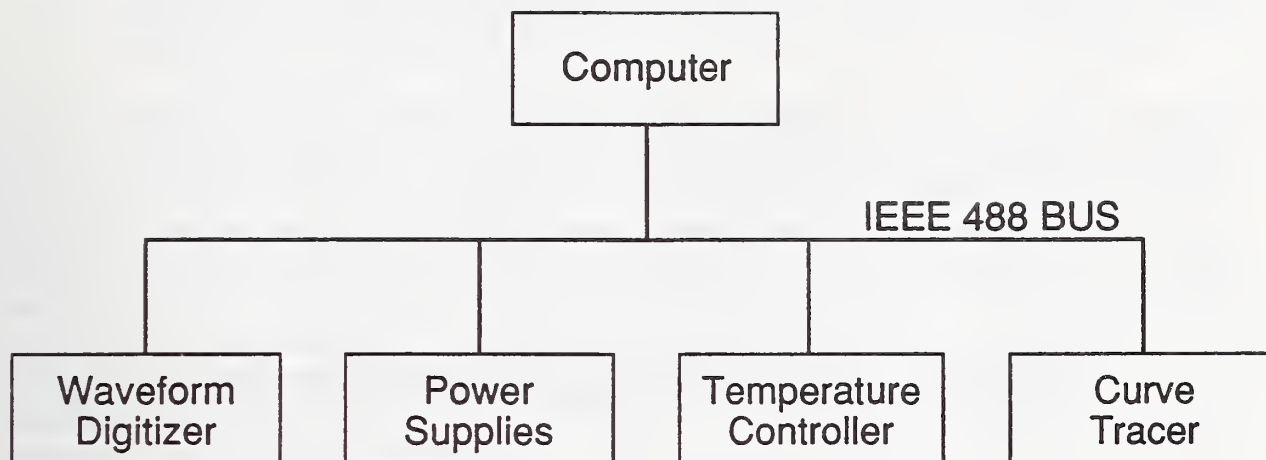 Computer
IEEE 488 BUS
Waveform
Digitizer
Power
Supplies
Temperature
Controller
Curve
Tracer